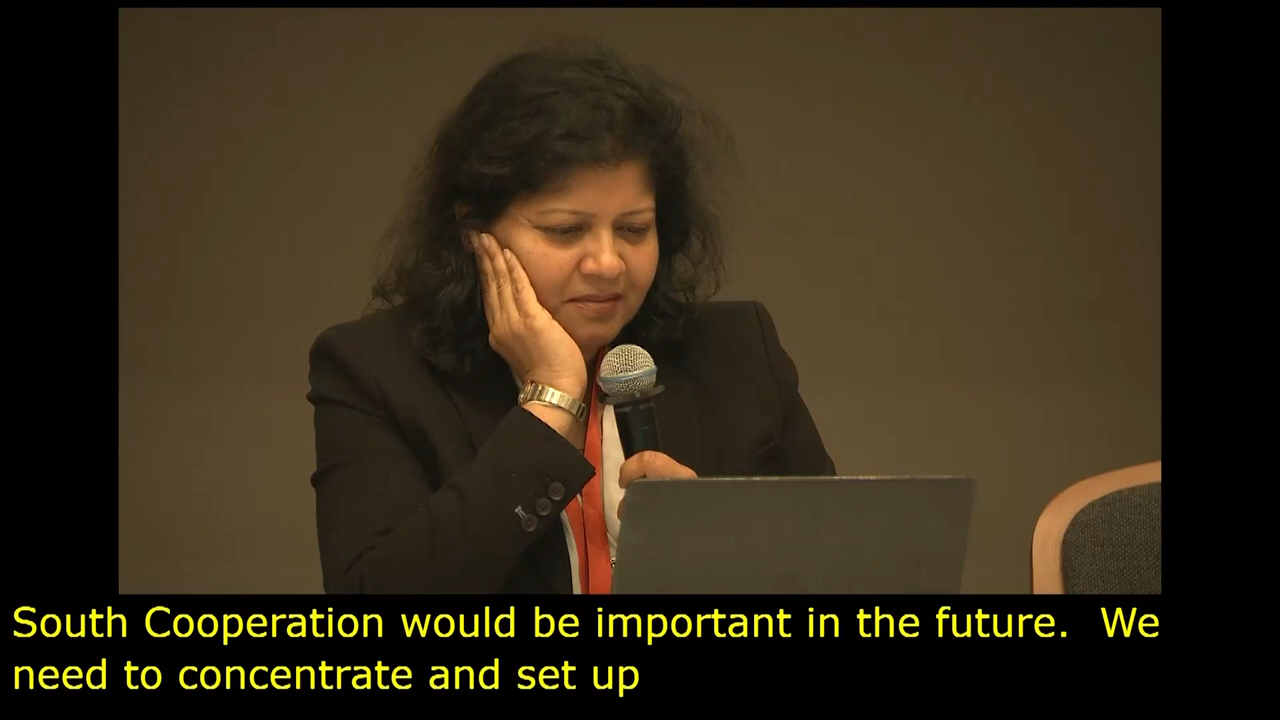 South Cooperation would be important in the future.  We
need to concentrate and set up